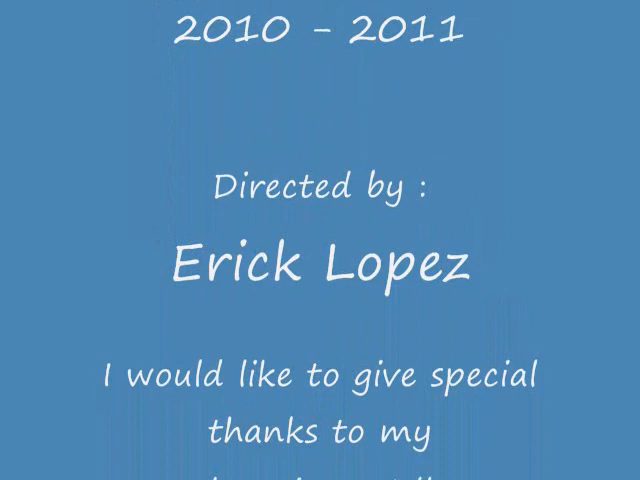 2010 - 2011
Directed by :
Erick Lopez
I would like to give special
thanks to my